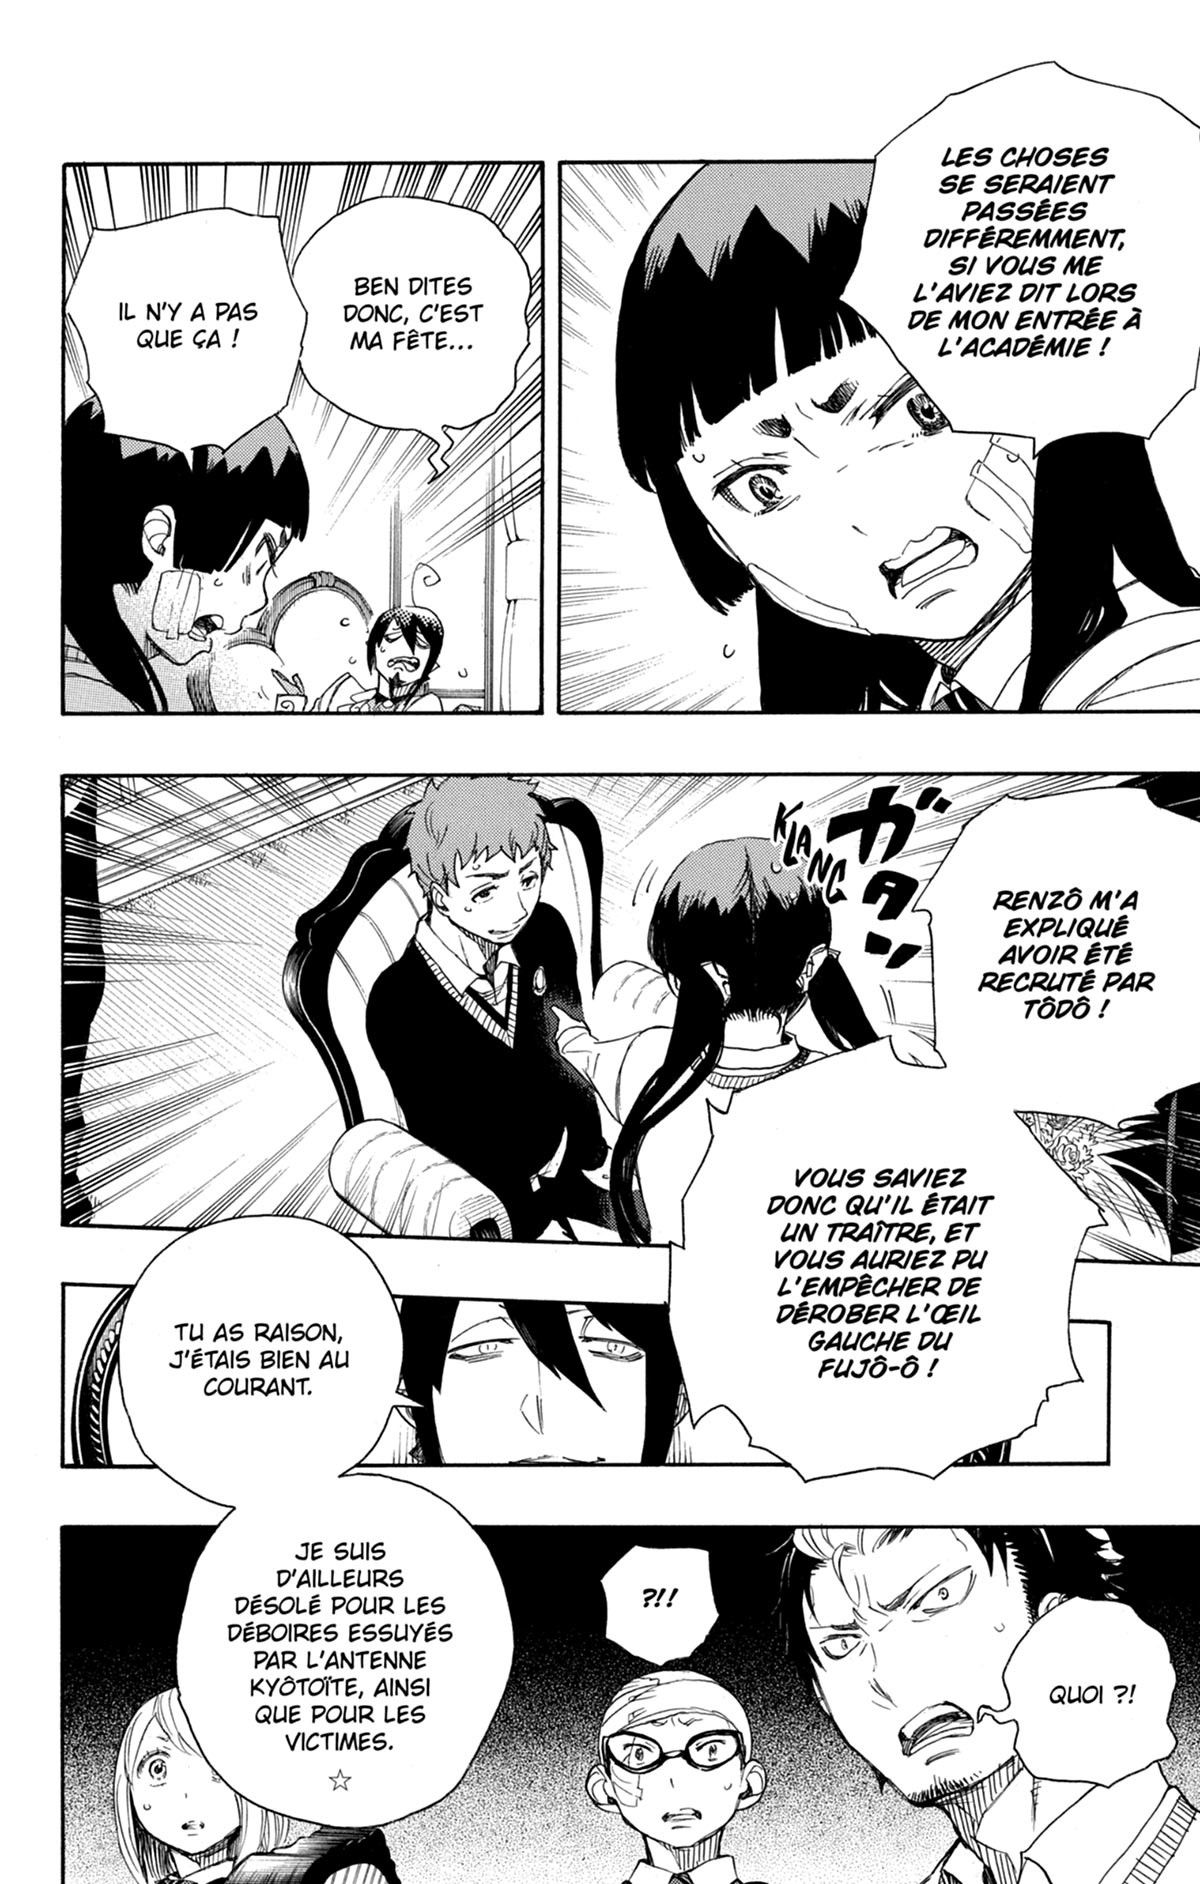 LES CHOSES
SE SERAIENT
PASSÉES
DIFFÉREMMENT,
SI VOUS ME
L'AVIEZ DIT LORS
DE MON ENTRÉE À
L'ACADÉMIE !
BEN DITES
DONC, C'EST
MA FÊTE...
IL N'Y A PAS
QUE ÇA !
RENZÔ M'A
EXPLIQUÉ
AVOIR ÉTÉ
RECRUTÉ PAR
TÔDÔ !
ガタン
KLANG
VOUS SAVIEZ
DONC QU'IL ÉTAIT
UN TRAÎTRE, ET
VOUS AURIEZ PU
L'EMPÊCHER DE
DÉROBER L'ŒIL
GAUCHE DU
FUJÔ-Ô !
TU AS RAISON,
J'ÉTAIS BIEN AU
COURANT.
JE SUIS
D'AILLEURS
DÉSOLÉ POUR LES
DÉBOIRES ESSUYÉS
PAR L'ANTENNE
KYÔTOÏTE, AINSI
QUE POUR LES
VICTIMES.
☆
?!!
QUOI ?!